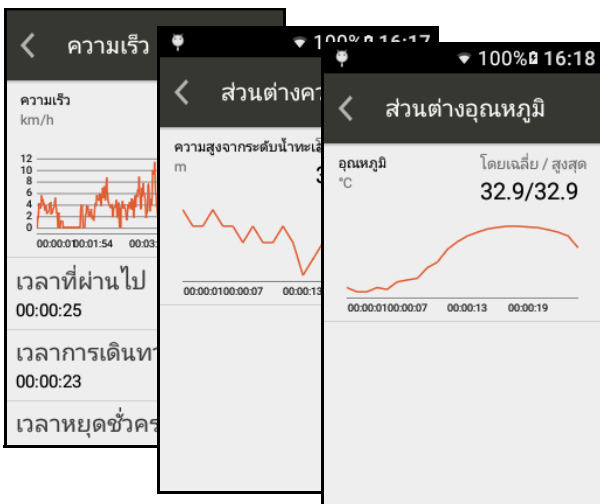 ความเร็ว
ความเร็ว
km/h
12
10
8
6
4
2
0
00:00:01 00:01:54 00:03:
เวลาที่ผ่านไป
00:00:25
00:00:23
100% 16:17
ความสูงจากระดับน้ำทะเล
m
00:00:01 00:00:07 00:00:13
100% 16:18
ส่วนต่างอุณหภูมิ
อุณหภูมิ
°C
โดยเฉลี่ย / สูงสุด
32.9/32.9
00:00:01 00:00:07 00:00:13 00:00:19